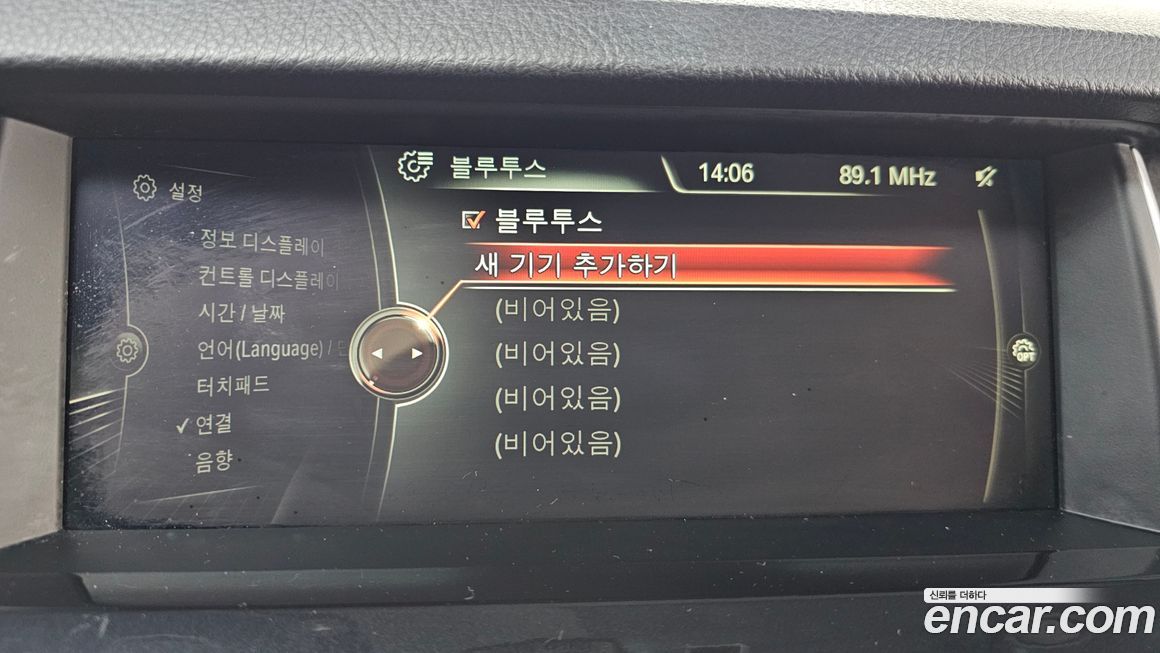 블루투스 14:06 89.1 MHz
설정
정보 디스플레이
컨트롤 디스플레이
시간 / 날짜
언어(Language) /
터치패드
연결
음향
블루투스
새 기기 추가하기
(비어있음)
(비어있음)
(비어있음)
(비어있음)
OPT
신뢰를 더하다
encar.com